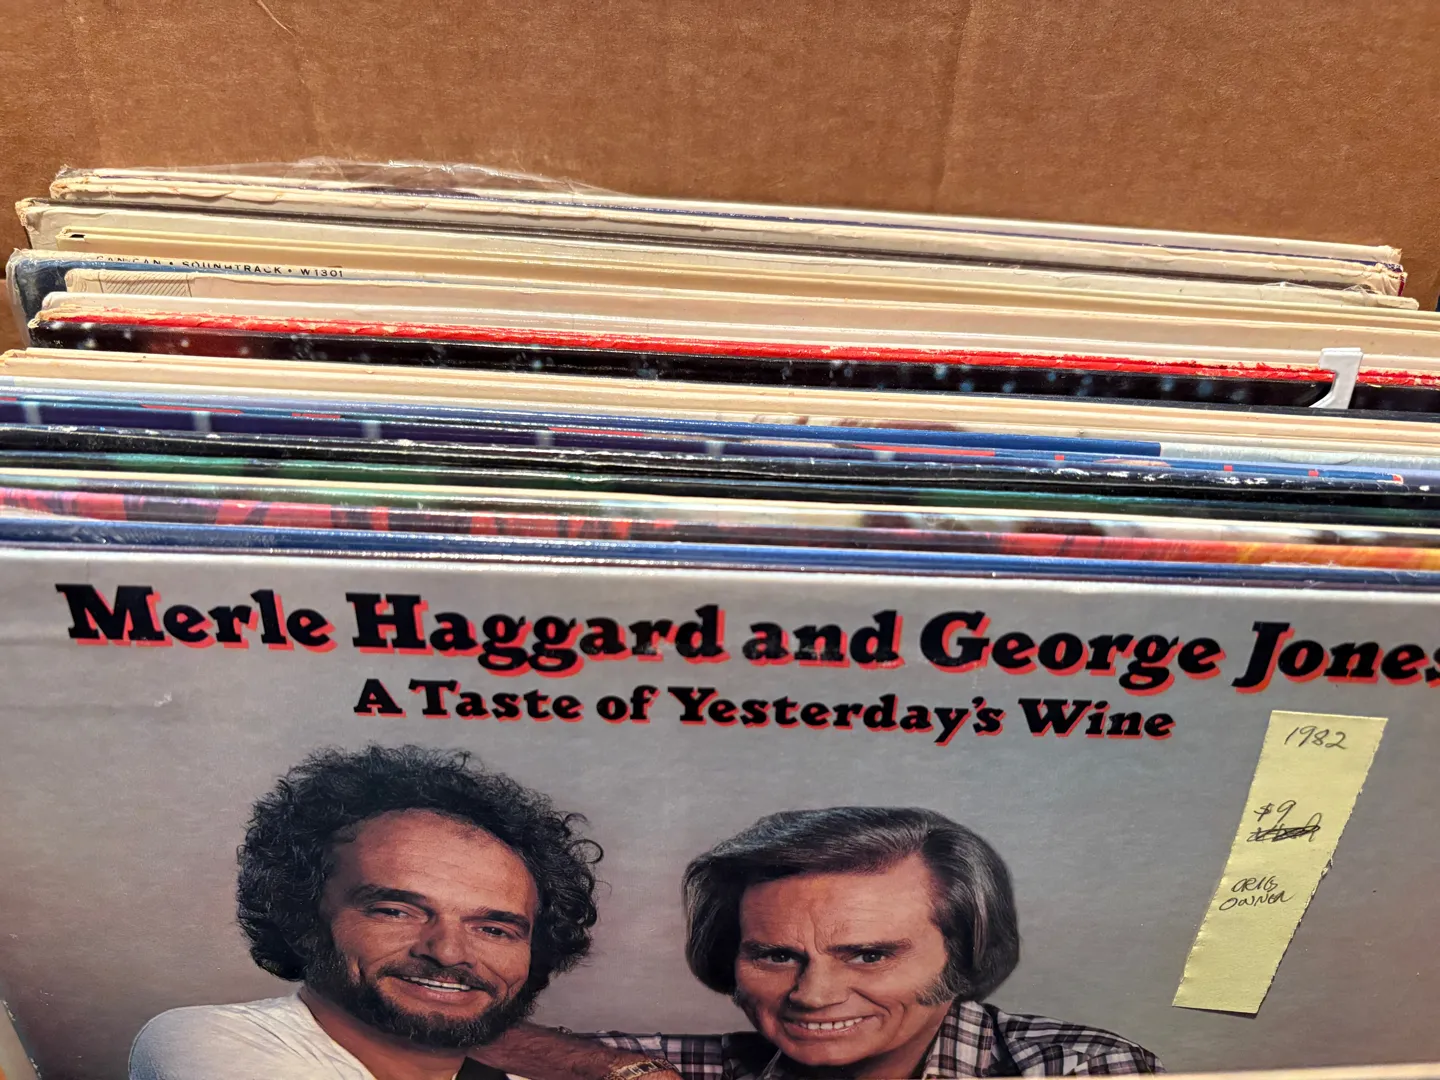 CAN-CAN • SOUNDTRACK • W1301
Merle Haggard and George Jones
A Taste of Yesterday's Wine
1982
$9
ORIG
OWNER